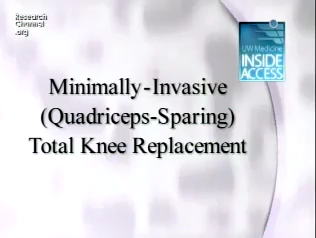 Research
Channel
.org
UW Medicine
INSIDE
ACCESS
Minimally-Invasive
(Quadriceps-Sparing)
Total Knee Replacement